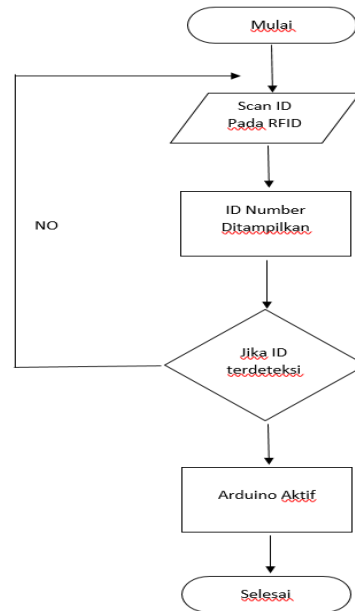 Mulai
Scan ID
Pada RFID
ID Number
Ditampilkan
NO
Jika ID
terdeteksi
Arduino Aktif
Selesai